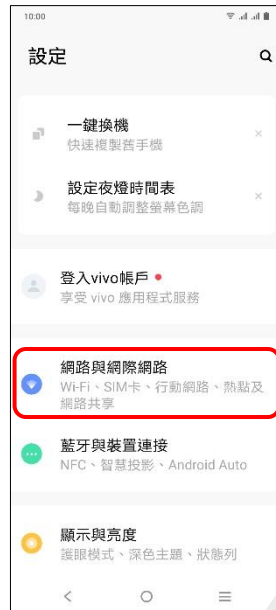 10:00
設定
一鍵換機
快速複製舊手機
設定夜燈時間表
每晚自動調整螢幕色調
登入vivo帳戶
享受 vivo 應用程式服務
網路與網際網路
Wi-Fi、SIM卡、行動網路、熱點及
網路共享
藍牙與裝置連接
NFC、智慧投影、Android Auto
顯示與亮度
護眼模式、深色主題、狀態列